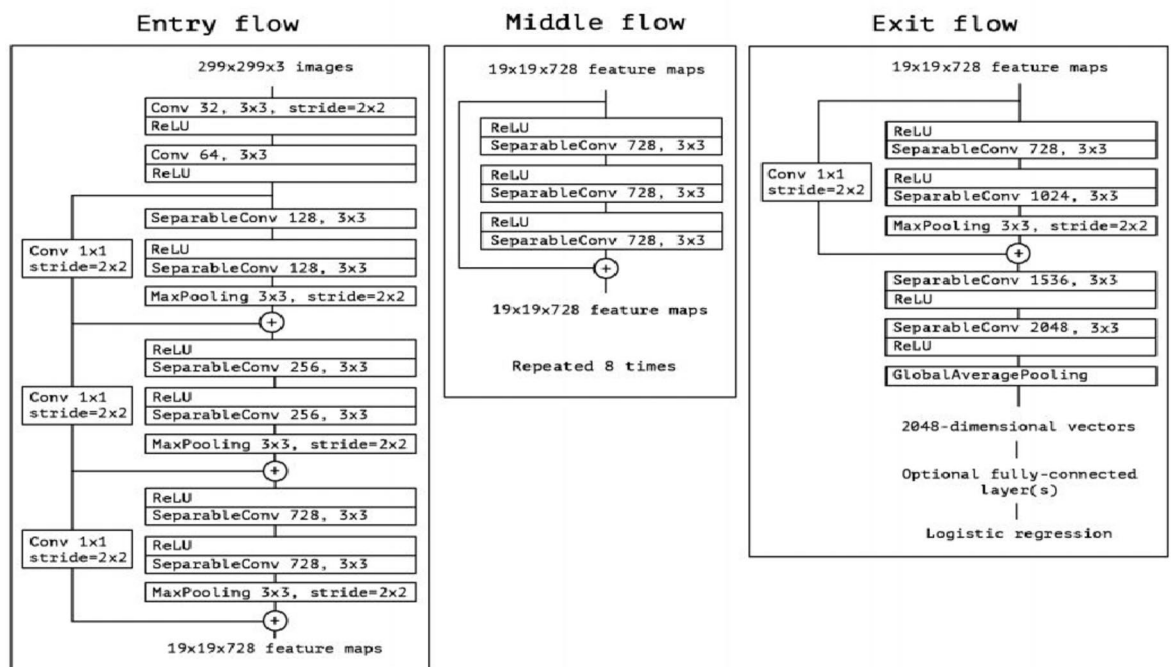 Entry flow
299x299x3 images
Conv 32, 3x3, stride=2x2
ReLU
Conv 64, 3x3
ReLU
SeparableConv 128, 3x3
Conv 1x1
stride=2x2
ReLU
SeparableConv 128, 3x3
MaxPooling 3x3, stride=2x2
+
ReLU
SeparableConv 256, 3x3
Conv 1x1
stride=2x2
ReLU
SeparableConv 256, 3x3
MaxPooling 3x3, stride=2x2
+
ReLU
SeparableConv 728, 3x3
Conv 1x1
stride=2x2
ReLU
SeparableConv 728, 3x3
MaxPooling 3x3, stride=2x2
+
19x19x728 feature maps
Middle flow
19x19x728 feature maps
ReLU
SeparableConv 728, 3x3
ReLU
SeparableConv 728, 3x3
ReLU
SeparableConv 728, 3x3
+
19x19x728 feature maps
Repeated 8 times
Exit flow
19x19x728 feature maps
ReLU
SeparableConv 728, 3x3
Conv 1x1
stride=2x2
ReLU
SeparableConv 1024, 3x3
MaxPooling 3x3, stride=2x2
+
SeparableConv 1536, 3x3
ReLU
SeparableConv 2048, 3x3
ReLU
GlobalAveragePooling
2048-dimensional vectors
Optional fully-connected
layer(s)
Logistic regression